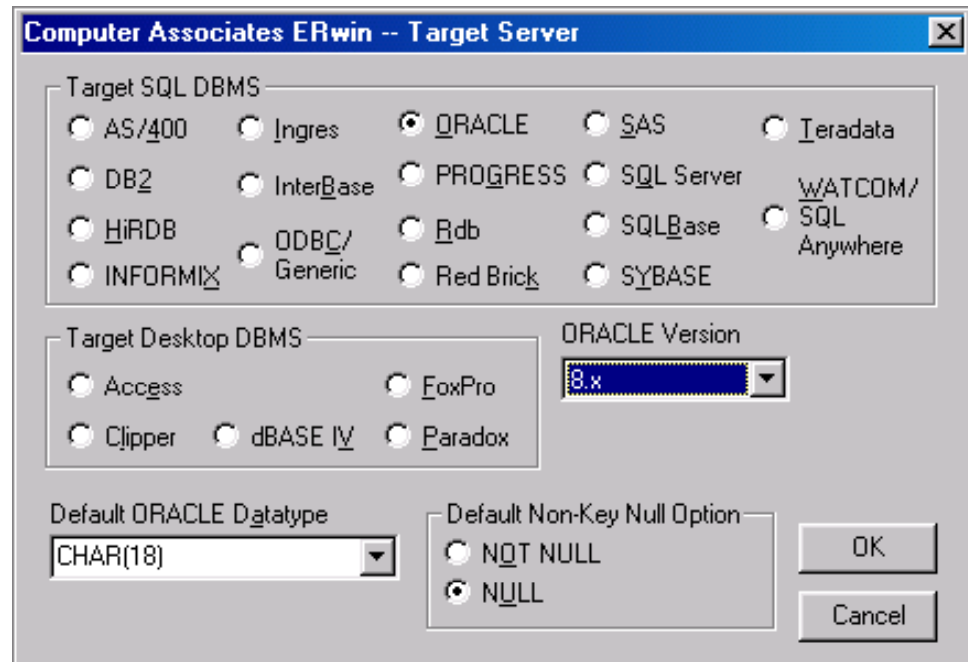 Computer Associates ERwin -- Target Server
Target SQL DBMS
AS/400
Ingres
ORACLE
SAS
Teradata
DB2
InterBase
PROGRESS
SQL Server
WATCOM/
SQL
Anywhere
HiRDB
ODBC/
Generic
Rdb
SQLBase
INFORMIX
Red Brick
SYBASE
Target Desktop DBMS
Access
FoxPro
Clipper
dBASE IV
Paradox
ORACLE Version
8.x
Default ORACLE Datatype
CHAR(18)
Default Non-Key Null Option
NOT NULL
NULL
OK
Cancel